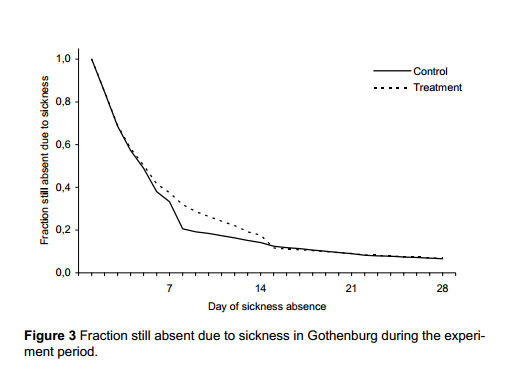 1,0
0,8
0,6
0,4
0,2
0,0
Fraction still absent due to sickness
Control
Treatment
7
14
21
28
Day of sickness absence
Figure 3 Fraction still absent due to sickness in Gothenburg during the experi-
ment period.